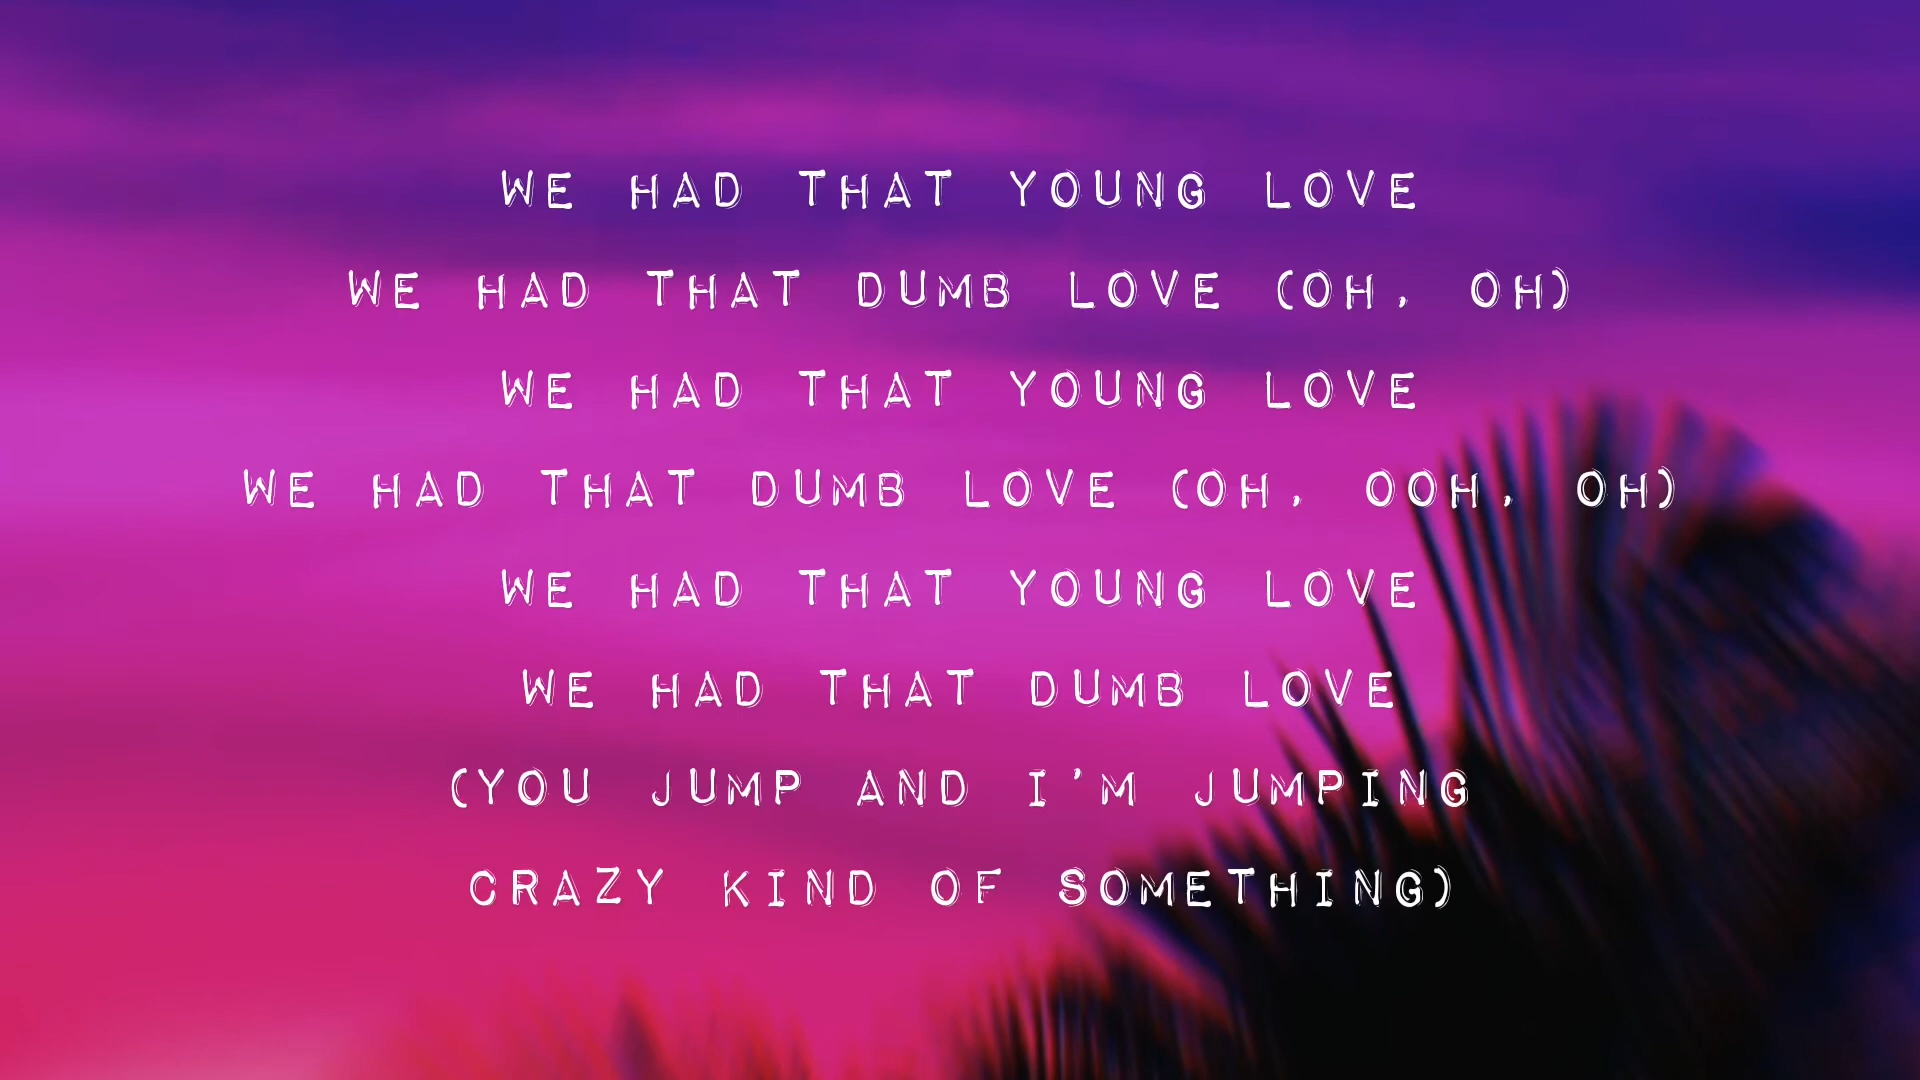 WE HAD THAT YOUNG LOVE
WE HAD THAT DUMB LOVE (OH, OH)
WE HAD THAT YOUNG LOVE
WE HAD THAT DUMB LOVE (OH, OOH, OH)
WE HAD THAT YOUNG LOVE
WE HAD THAT DUMB LOVE
(YOU JUMP AND I'M JUMPING
CRAZY KIND OF SOMETHING)